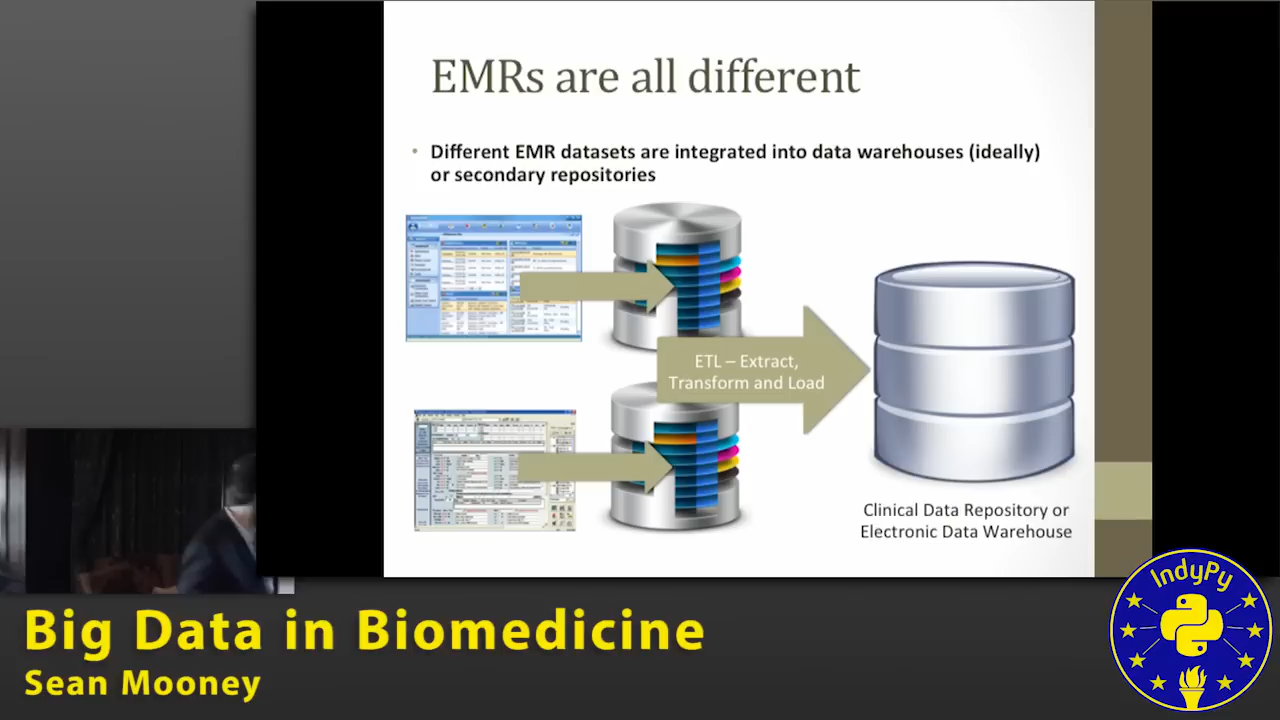 EMRs are all different
• Different EMR datasets are integrated into data warehouses (ideally)
or secondary repositories
ETL – Extract,
Transform and Load
Clinical Data Repository or
Electronic Data Warehouse
IndyPy
Big Data in Biomedicine
Sean Mooney